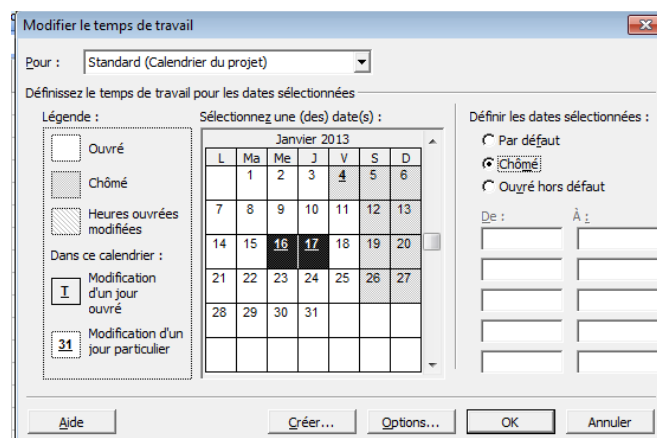 Modifier le temps de travail
Pour : Standard (Calendrier du projet)
Définissez le temps de travail pour les dates sélectionnées
Légende :
Ouvré
Chômé
Heures ouvrées
modifiées
Dans ce calendrier :
T Modification
d'un jour
ouvré
31 Modification d'un
jour particulier
Sélectionnez une (des) date(s) :
Janvier 2013
L Ma Me J V S D
1 2 3 4 5 6
7 8 9 10 11 12 13
14 15 16 17 18 19 20
21 22 23 24 25 26 27
28 29 30 31
Définir les dates sélectionnées :
Par défaut
Chômé
Ouvré hors défaut
De : À :
Aide Créer... Options... OK Annuler